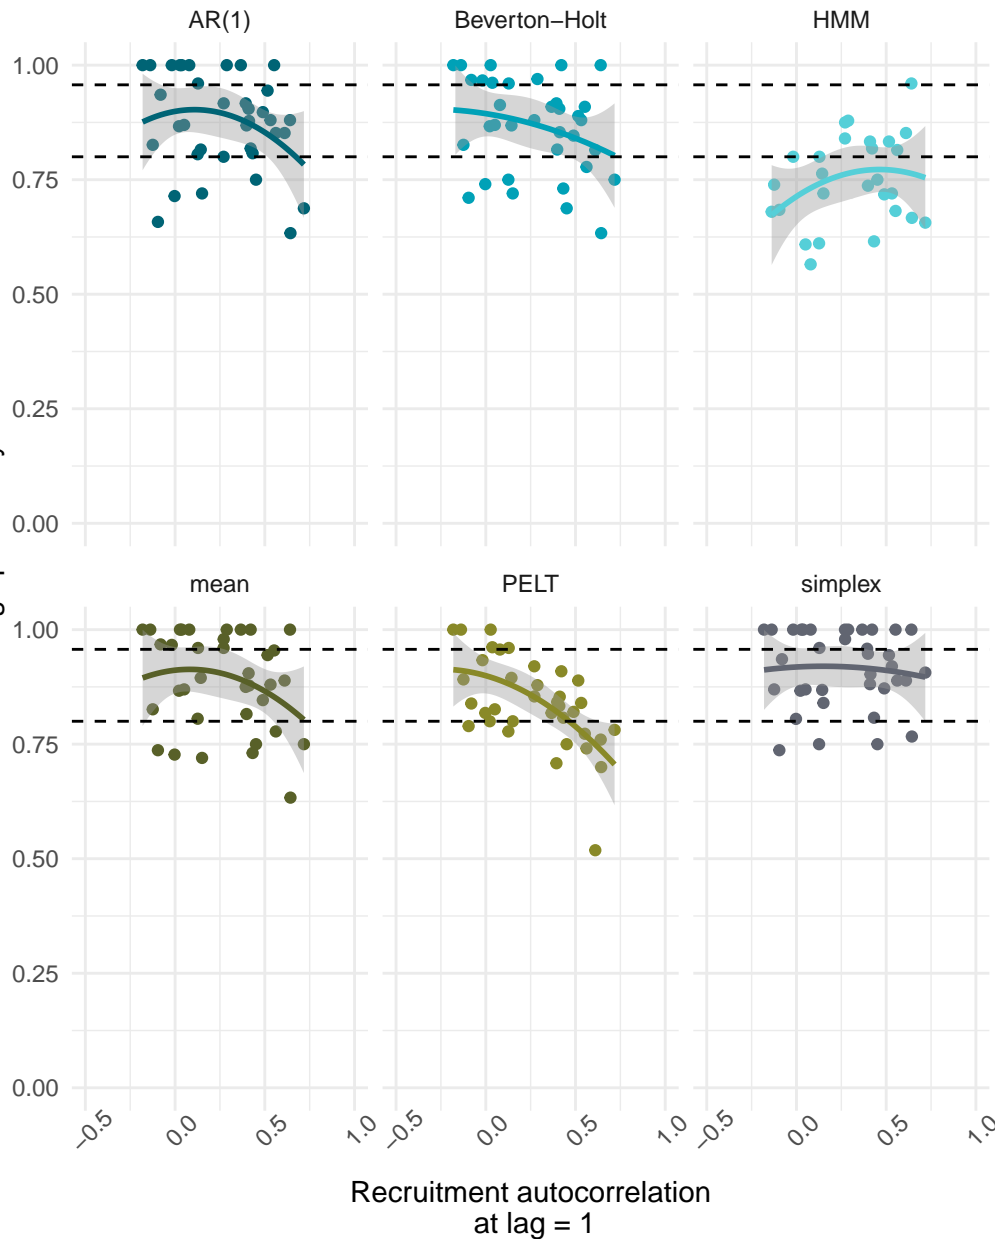 AR(1) Beverton−Holt HMM
1.00
0.75
0.50
0.25
0.00
mean PELT simplex
1.00
0.75
0.50
0.25
0.00
−0.5 0.0 0.5 1.0 −0.5 0.0 0.5 1.0 −0.5 0.0 0.5 1.0
Recruitment autocorrelation
at lag = 1